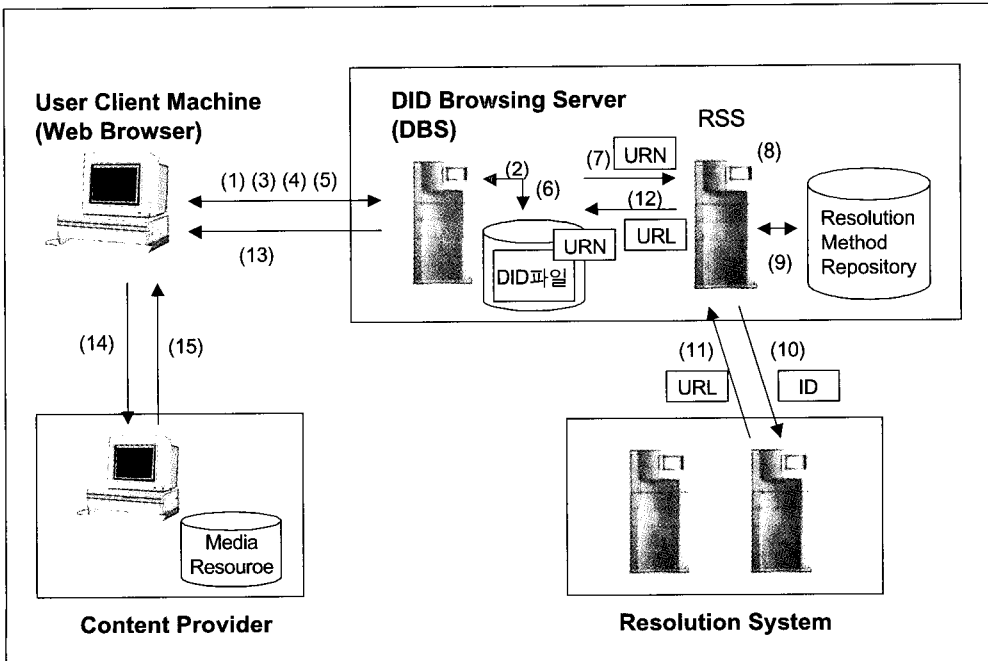 User Client Machine
(Web Browser)
DID Browsing Server
(DBS)
RSS
(1) (3) (4) (5)
(13)
(2)
(6)
(7)
URN
(12)
URL
(8)
(9)
URN
DID파일
Resolution
Method
Repository
(14)
(15)
(11)
URL
(10)
ID
Media
Resouroe
Content Provider
Resolution System